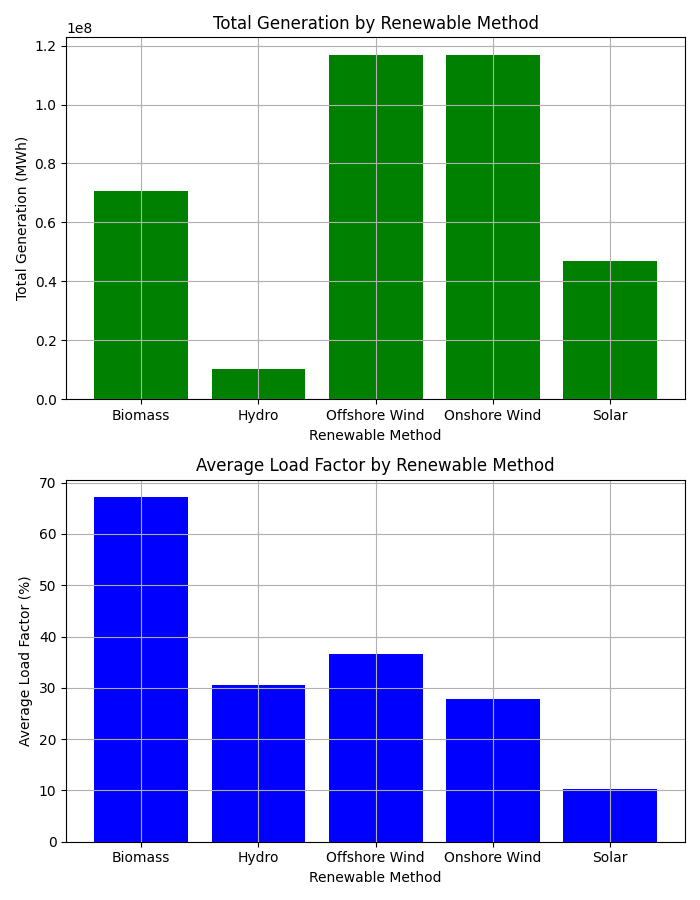 Total Generation by Renewable Method
1e8
1.2
1.0
0.8
0.6
0.4
0.2
0.0
Total Generation (MWh)
Biomass Hydro Offshore Wind Onshore Wind Solar
Renewable Method
Average Load Factor by Renewable Method
70
60
50
40
30
20
10
0
Average Load Factor (%)
Biomass Hydro Offshore Wind Onshore Wind Solar
Renewable Method